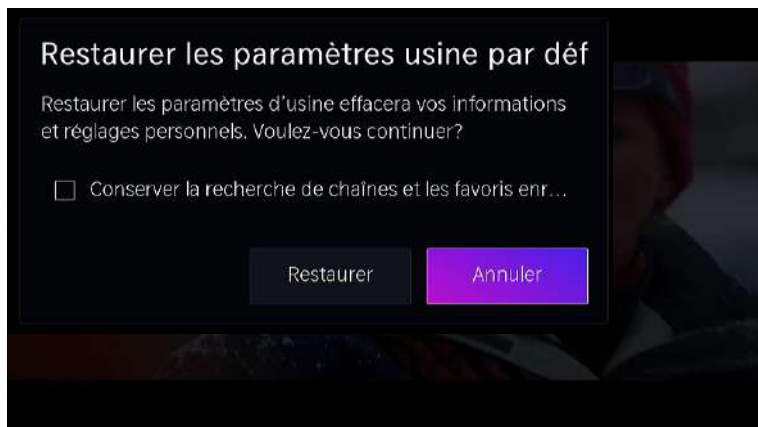 Restaurer les paramètres usine par déf
Restaurer les paramètres d'usine effacera vos informations
et réglages personnels. Voulez-vous continuer?
Conserver la recherche de chaînes et les favoris enr...
Restaurer
Annuler